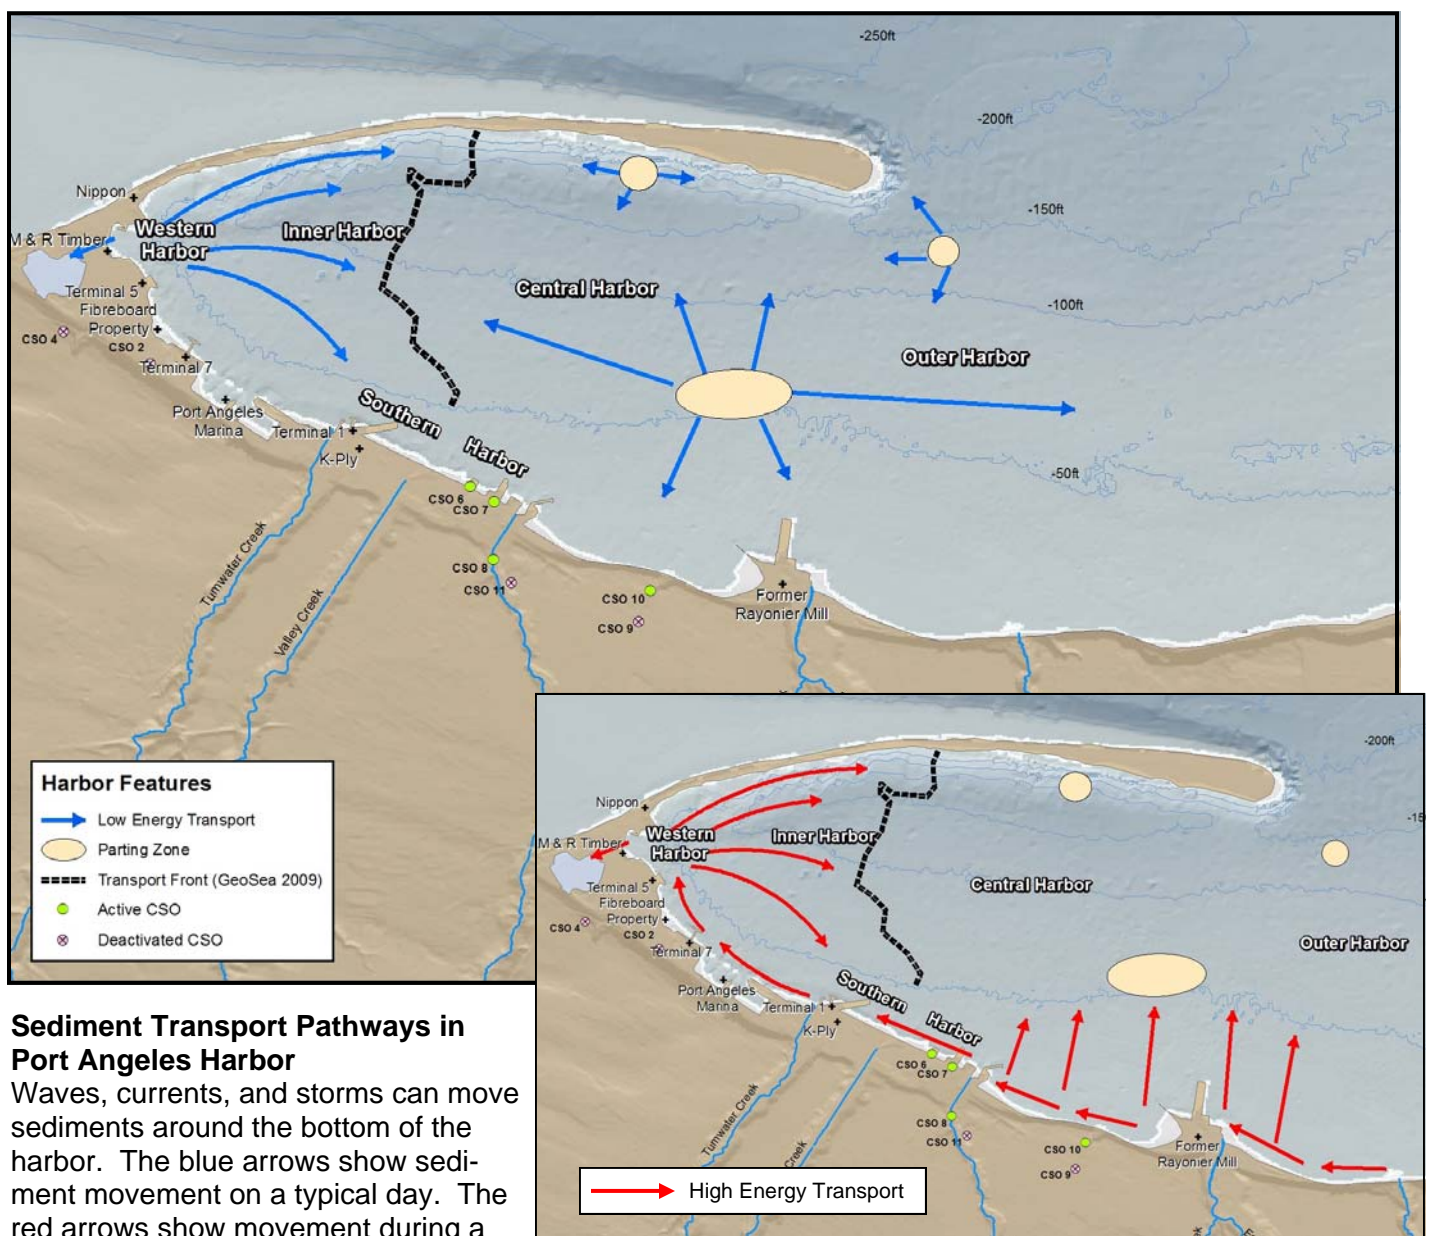 -250ft
-200ft
-150ft
-100ft
-50ft
Nippon
M & R Timber
Western
Harbor
Inner Harbor
Central Harbor
Outer Harbor
Terminal 5
Fibreboard
Property
CSO 4
CSO 2
Terminal 7
Port Angeles
Marina
Terminal 1
K-Ply
Southern Harbor
CSO 6
CSO 7
CSO 8
CSO 11
CSO 10
CSO 9
Former
Rayonier Mill
Tumwater Creek
Valley Creek
Harbor Features
Low Energy Transport
Parting Zone
Transport Front (GeoSea 2009)
Active CSO
Deactivated CSO
-200ft
-15
Nippon
M & R Timber
Western
Harbor
Inner Harbor
Central Harbor
Outer Harbor
Terminal 5
Fibreboard
Property
CSO 4
CSO 2
Terminal 7
Port Angeles
Marina
Terminal 1
K-Ply
Southern Harbor
CSO 6
CSO 7
CSO 8
CSO 11
CSO 10
CSO 9
Former
Rayonier Mill
Tumwater Creek
Creek
High Energy Transport
Sediment Transport Pathways in
Port Angeles Harbor
Waves, currents, and storms can move
sediments around the bottom of the
harbor. The blue arrows show sedi-
ment movement on a typical day. The
red arrows show movement during a